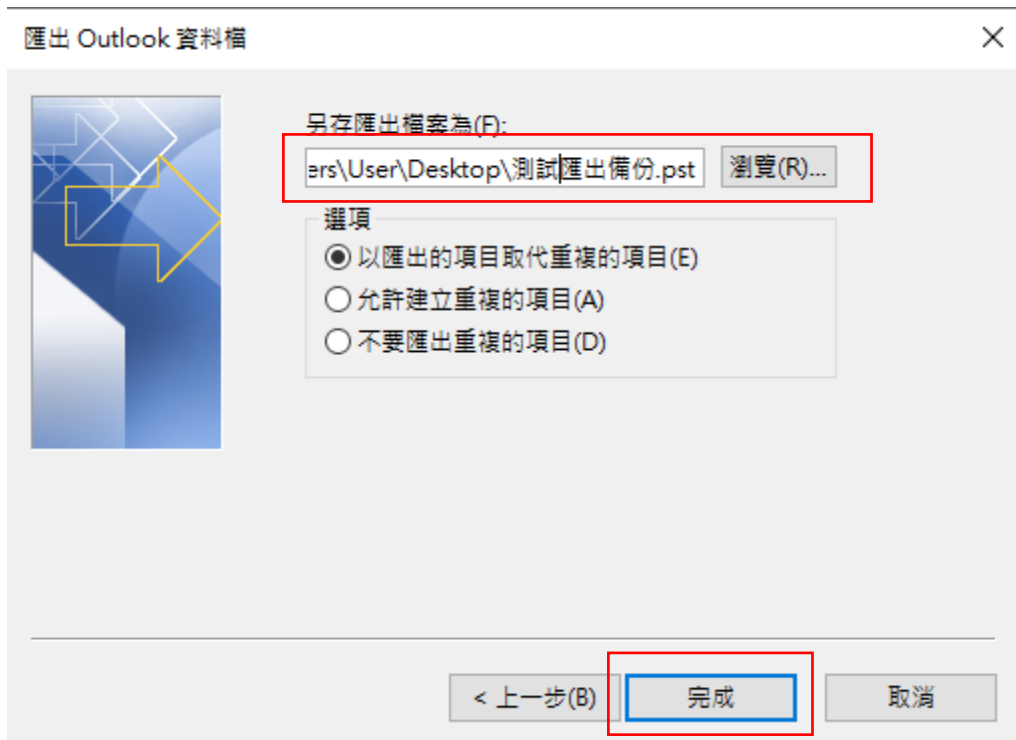 匯出 Outlook 資料檔
另存匯出檔案為(F):
ers\User\Desktop\測試匯出備份.pst
瀏覽(R)...
選項
以匯出的項目取代重複的項目(E)
允許建立重複的項目(A)
不要匯出重複的項目(D)
< 上一步(B)
完成
取消